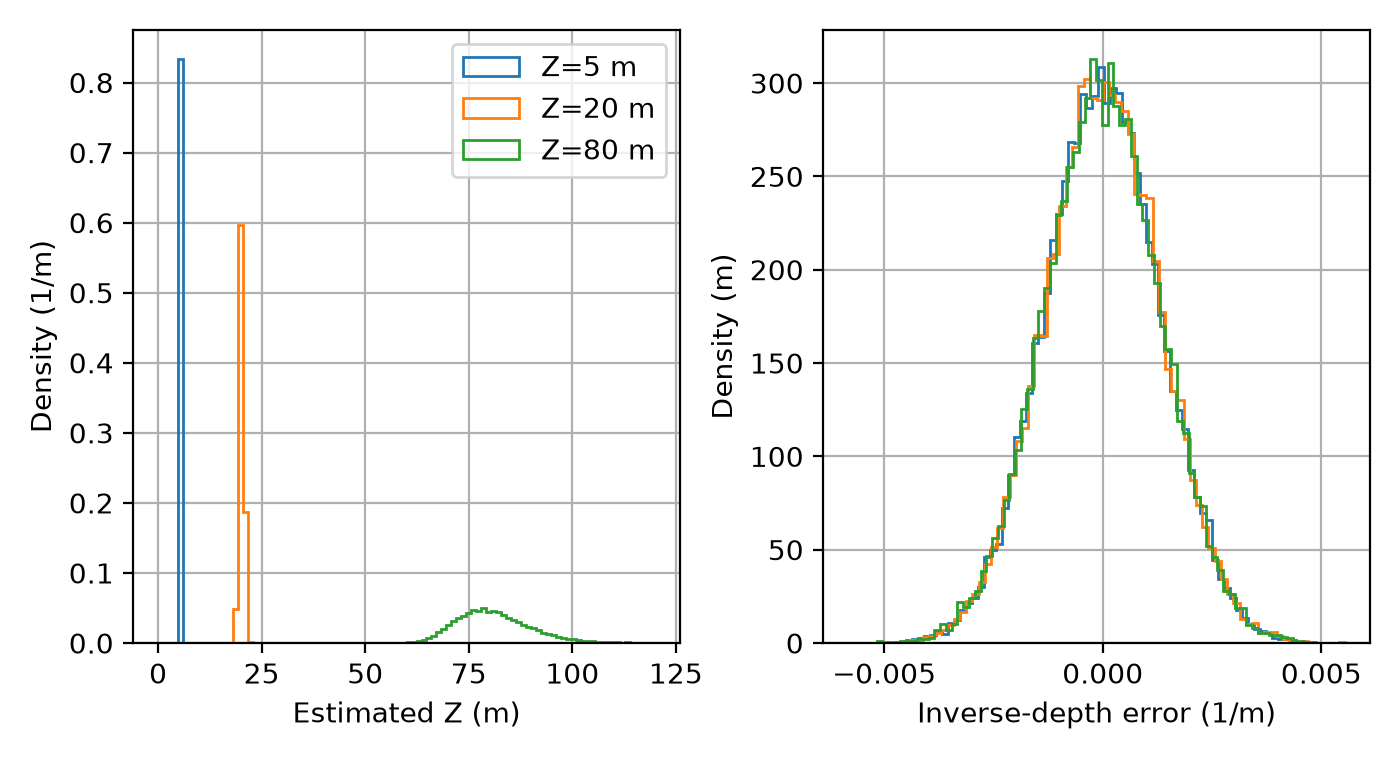 0.8
0.7
0.6
0.5
0.4
0.3
0.2
0.1
0.0
Density (1/m)
0 25 50 75 100 125
Estimated Z (m)
Z=5 m
Z=20 m
Z=80 m
300
250
200
150
100
50
0
Density (m)
−0.005 0.000 0.005
Inverse-depth error (1/m)